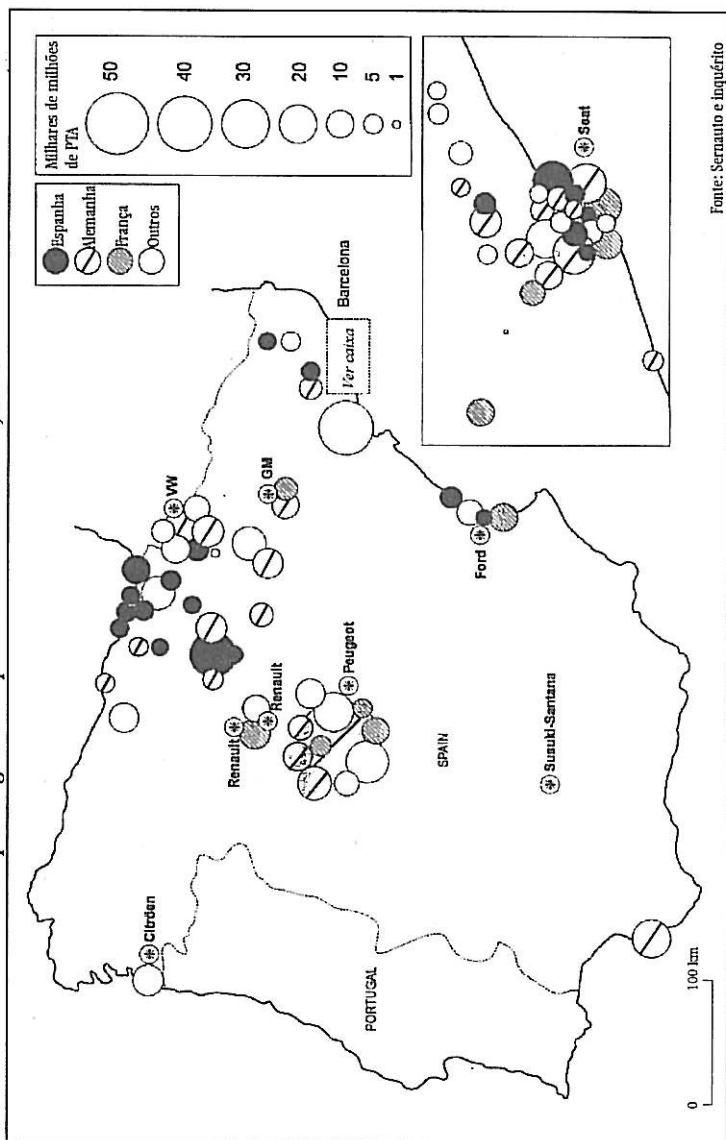 Milhares de milhões
de PTA
50
40
30
20
10
5
1
Espanha
Alemanha
França
Outros
Barcelona
Ver caixa
VW
GM
Ford
Renault
Renault
Peugeot
SPAIN
Susuki-Santana
Citröen
PORTUGAL
0
100 km
Seat
Fonte: Sernauto e inquérito